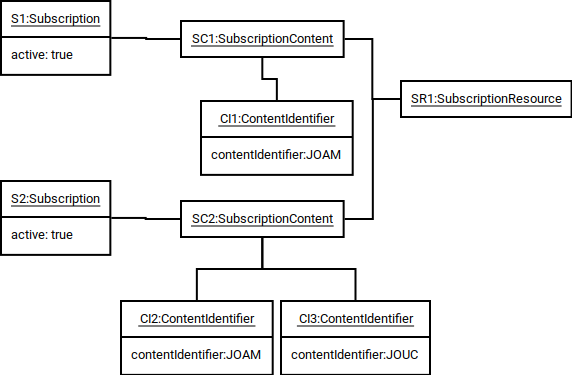 S1:Subscription
active: true
SC1:SubscriptionContent
CI1:ContentIdentifier
contentIdentifier:JOAM
SR1:SubscriptionResource
S2:Subscription
active: true
SC2:SubscriptionContent
CI2:ContentIdentifier
contentIdentifier:JOAM
CI3:ContentIdentifier
contentIdentifier:JOUC